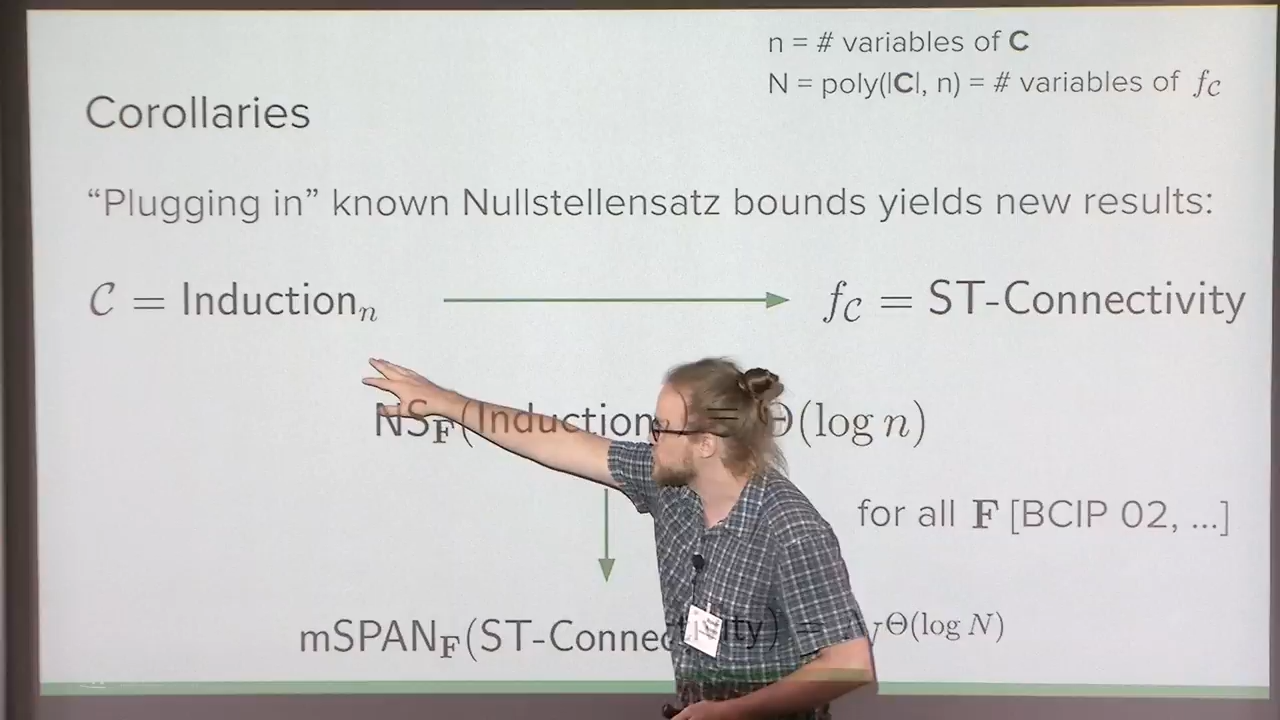 n = # variables of C
N = poly(|C|, n) = # variables of f_C
Corollaries
“Plugging in” known Nullstellensatz bounds yields new results:
𝒞 = Induction_n → f_𝒞 = ST-Connectivity
NS_𝐅(Induction_n) = Θ(log n)
for all 𝐅 [BCIP 02, ...]
mSPAN_𝐅(ST-Connectivity) = N^Θ(log N)